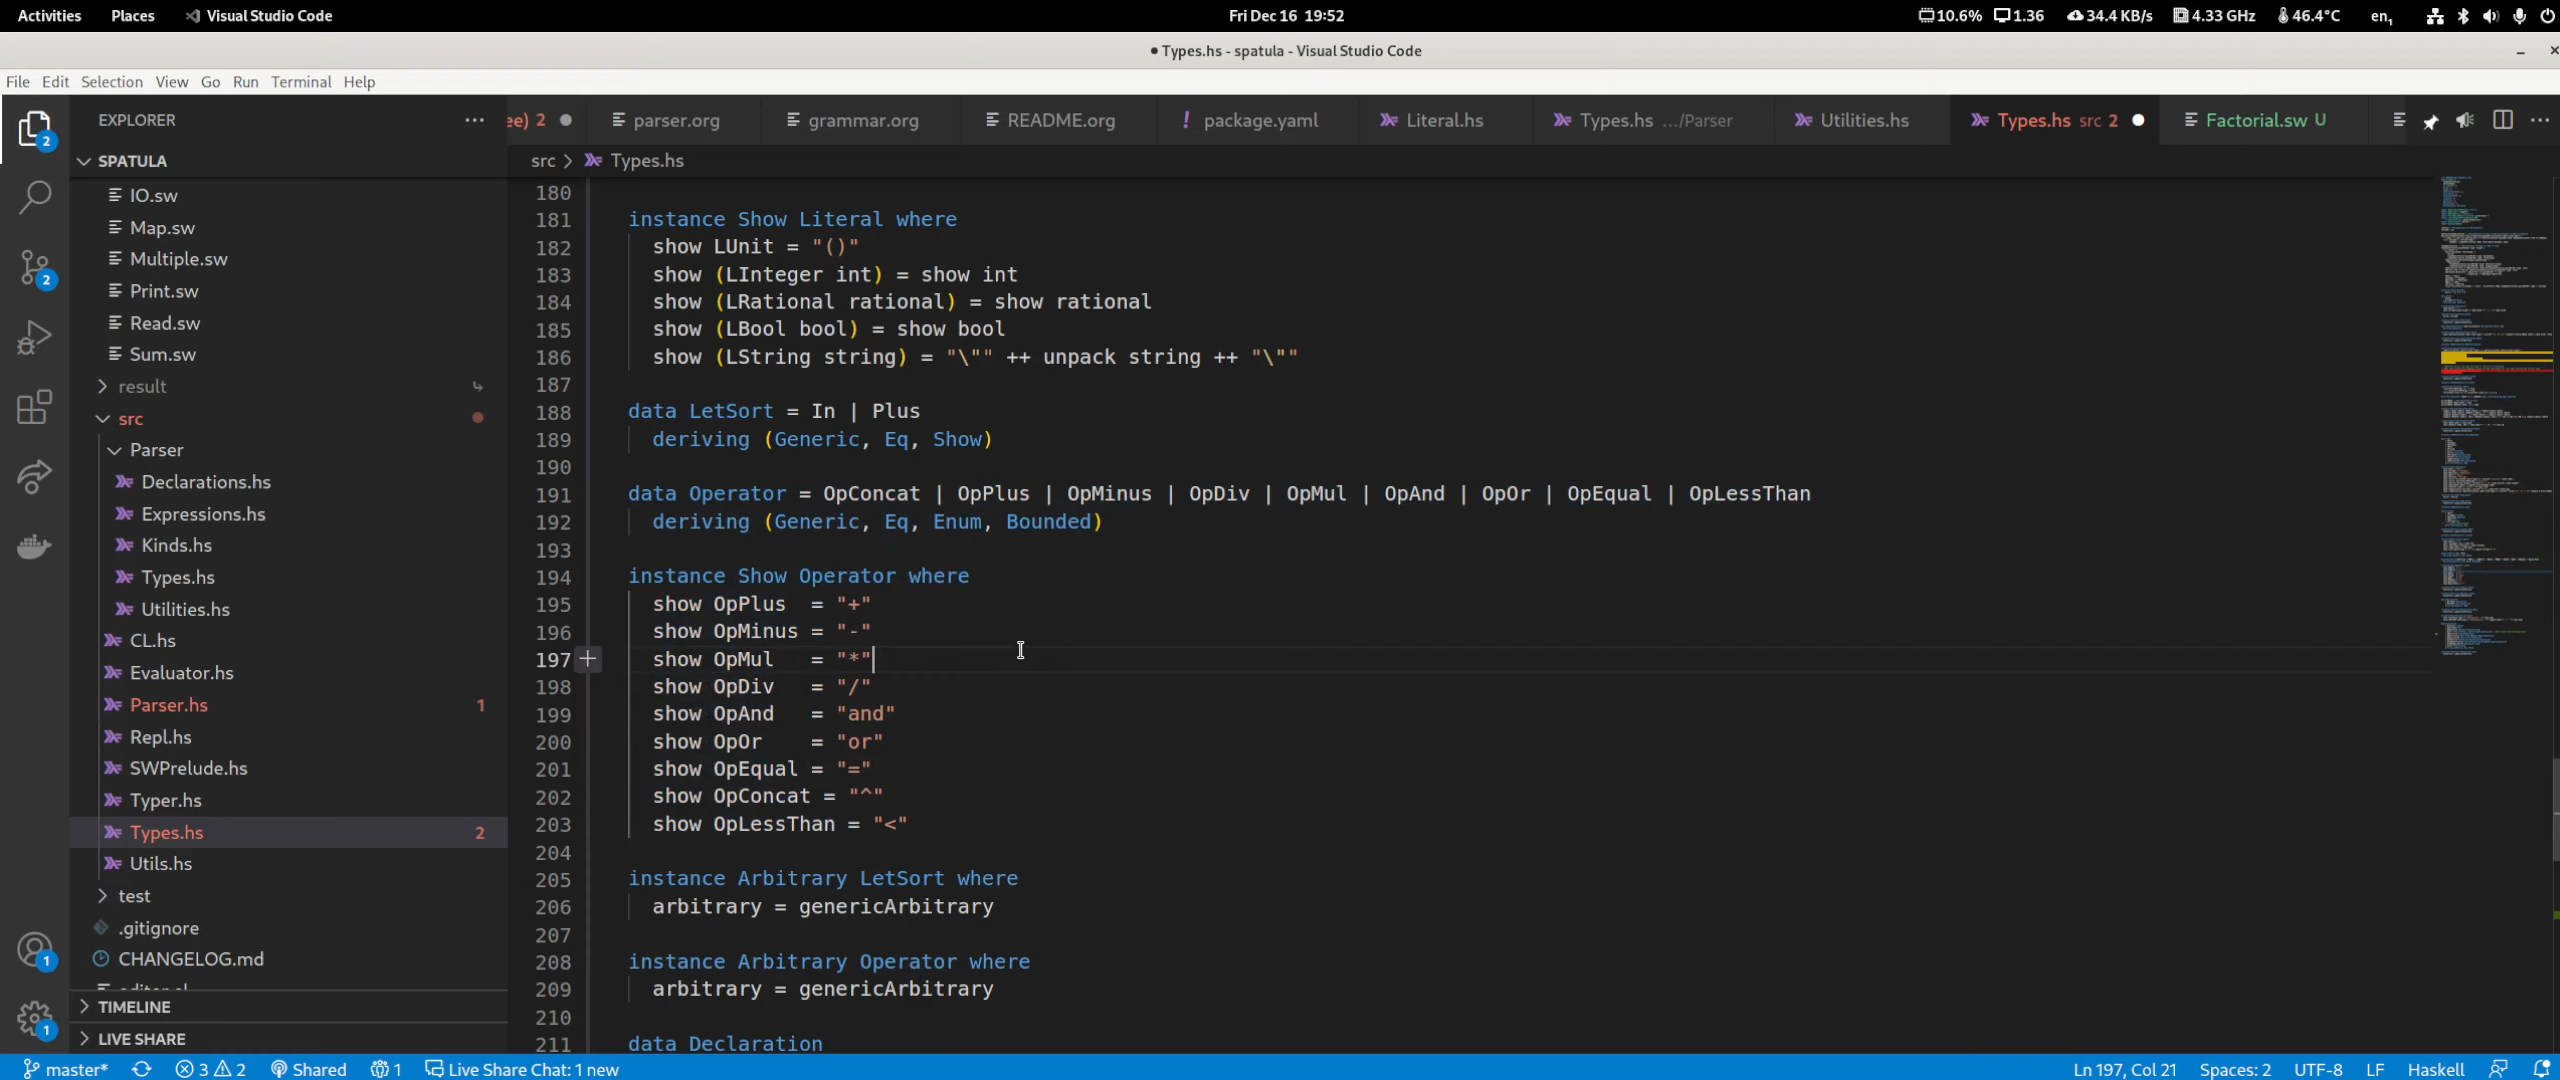 Activities Places Visual Studio Code Fri Dec 16 19:52 10.6% 1.36 34.4 KB/s 4.33 GHz 46.4°C en1
• Types.hs - spatula - Visual Studio Code
File Edit Selection View Go Run Terminal Help
EXPLORER
ee) 2 parser.org grammar.org README.org ! package.yaml Literal.hs Types.hs .../Parser Utilities.hs Types.hs src 2 Factorial.sw U
SPATULA
src > Types.hs
IO.sw
Map.sw
Multiple.sw
Print.sw
Read.sw
Sum.sw
result
src
Parser
Declarations.hs
Expressions.hs
Kinds.hs
Types.hs
Utilities.hs
CL.hs
Evaluator.hs
Parser.hs 1
Repl.hs
SWPrelude.hs
Typer.hs
Types.hs 2
Utils.hs
test
.gitignore
CHANGELOG.md
TIMELINE
LIVE SHARE
2
2
1
1
180
181 instance Show Literal where
182 show LUnit = "()"
183 show (LInteger int) = show int
184 show (LRational rational) = show rational
185 show (LBool bool) = show bool
186 show (LString string) = "\"" ++ unpack string ++ "\""
187
188 data LetSort = In | Plus
189 deriving (Generic, Eq, Show)
190
191 data Operator = OpConcat | OpPlus | OpMinus | OpDiv | OpMul | OpAnd | OpOr | OpEqual | OpLessThan
192 deriving (Generic, Eq, Enum, Bounded)
193
194 instance Show Operator where
195 show OpPlus = "+"
196 show OpMinus = "-"
197 show OpMul = "*"
198 show OpDiv = "/"
199 show OpAnd = "and"
200 show OpOr = "or"
201 show OpEqual = "="
202 show OpConcat = "^"
203 show OpLessThan = "<"
204
205 instance Arbitrary LetSort where
206 arbitrary = genericArbitrary
207
208 instance Arbitrary Operator where
209 arbitrary = genericArbitrary
210
211 data Declaration
master* 3 2 Shared 1 Live Share Chat: 1 new Ln 197, Col 21 Spaces: 2 UTF-8 LF Haskell